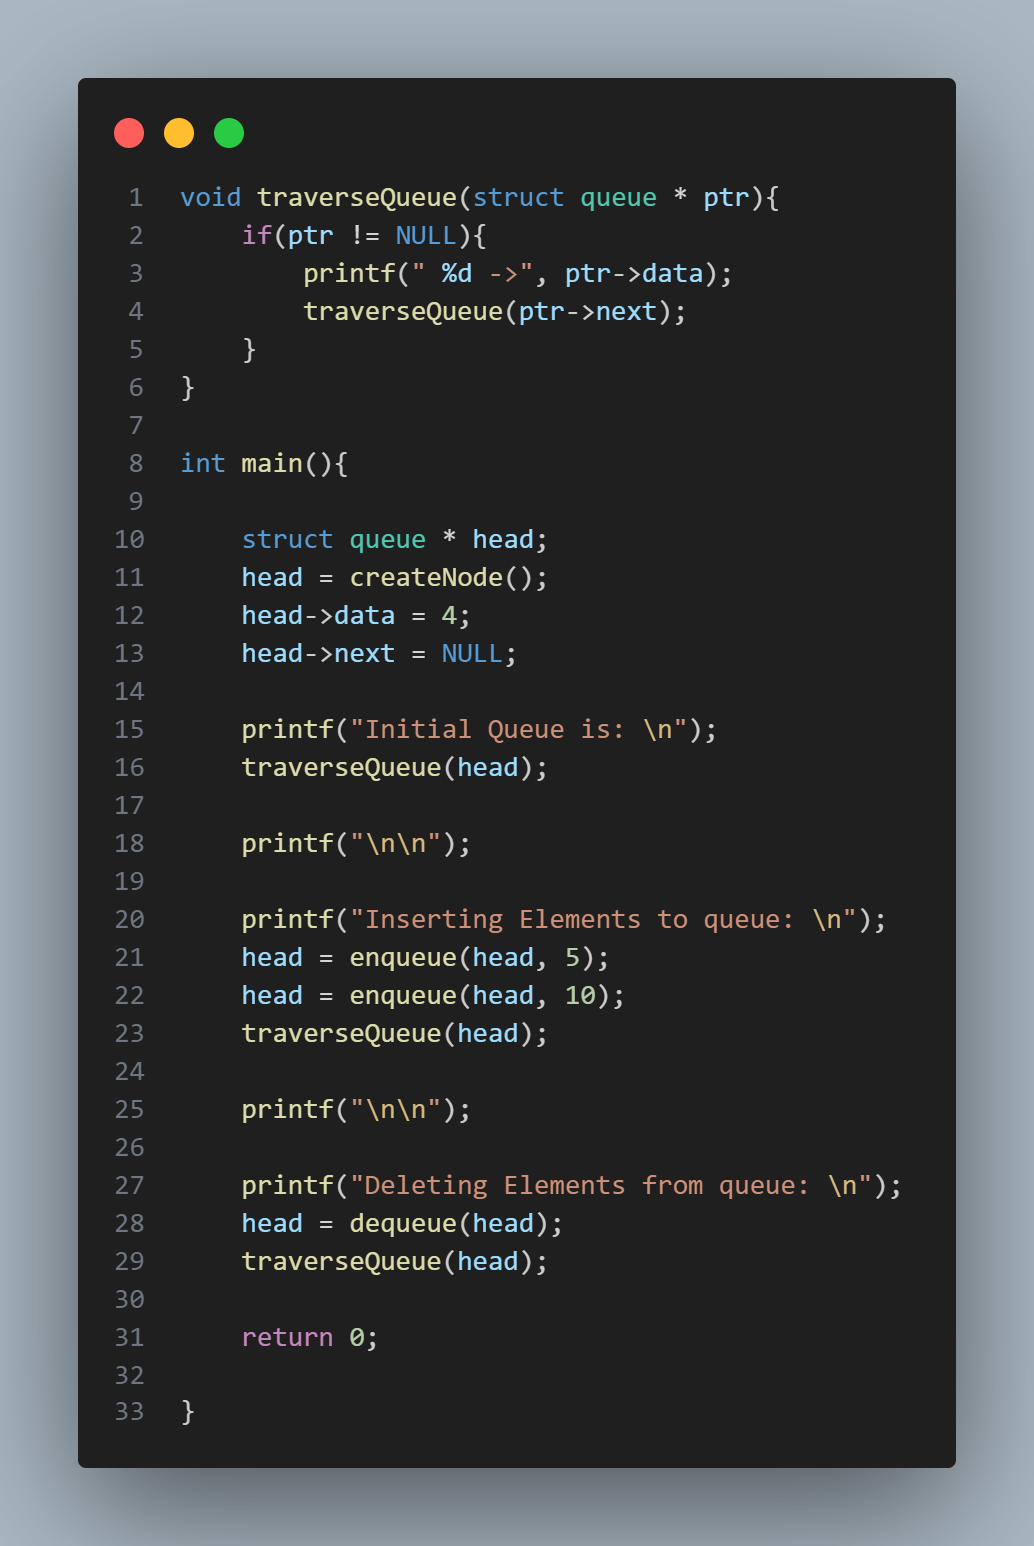 1 void traverseQueue(struct queue * ptr){
2     if(ptr != NULL){
3         printf(" %d ->", ptr->data);
4         traverseQueue(ptr->next);
5     }
6 }
7
8 int main(){
9
10     struct queue * head;
11     head = createNode();
12     head->data = 4;
13     head->next = NULL;
14
15     printf("Initial Queue is: \n");
16     traverseQueue(head);
17
18     printf("\n\n");
19
20     printf("Inserting Elements to queue: \n");
21     head = enqueue(head, 5);
22     head = enqueue(head, 10);
23     traverseQueue(head);
24
25     printf("\n\n");
26
27     printf("Deleting Elements from queue: \n");
28     head = dequeue(head);
29     traverseQueue(head);
30
31     return 0;
32
33 }